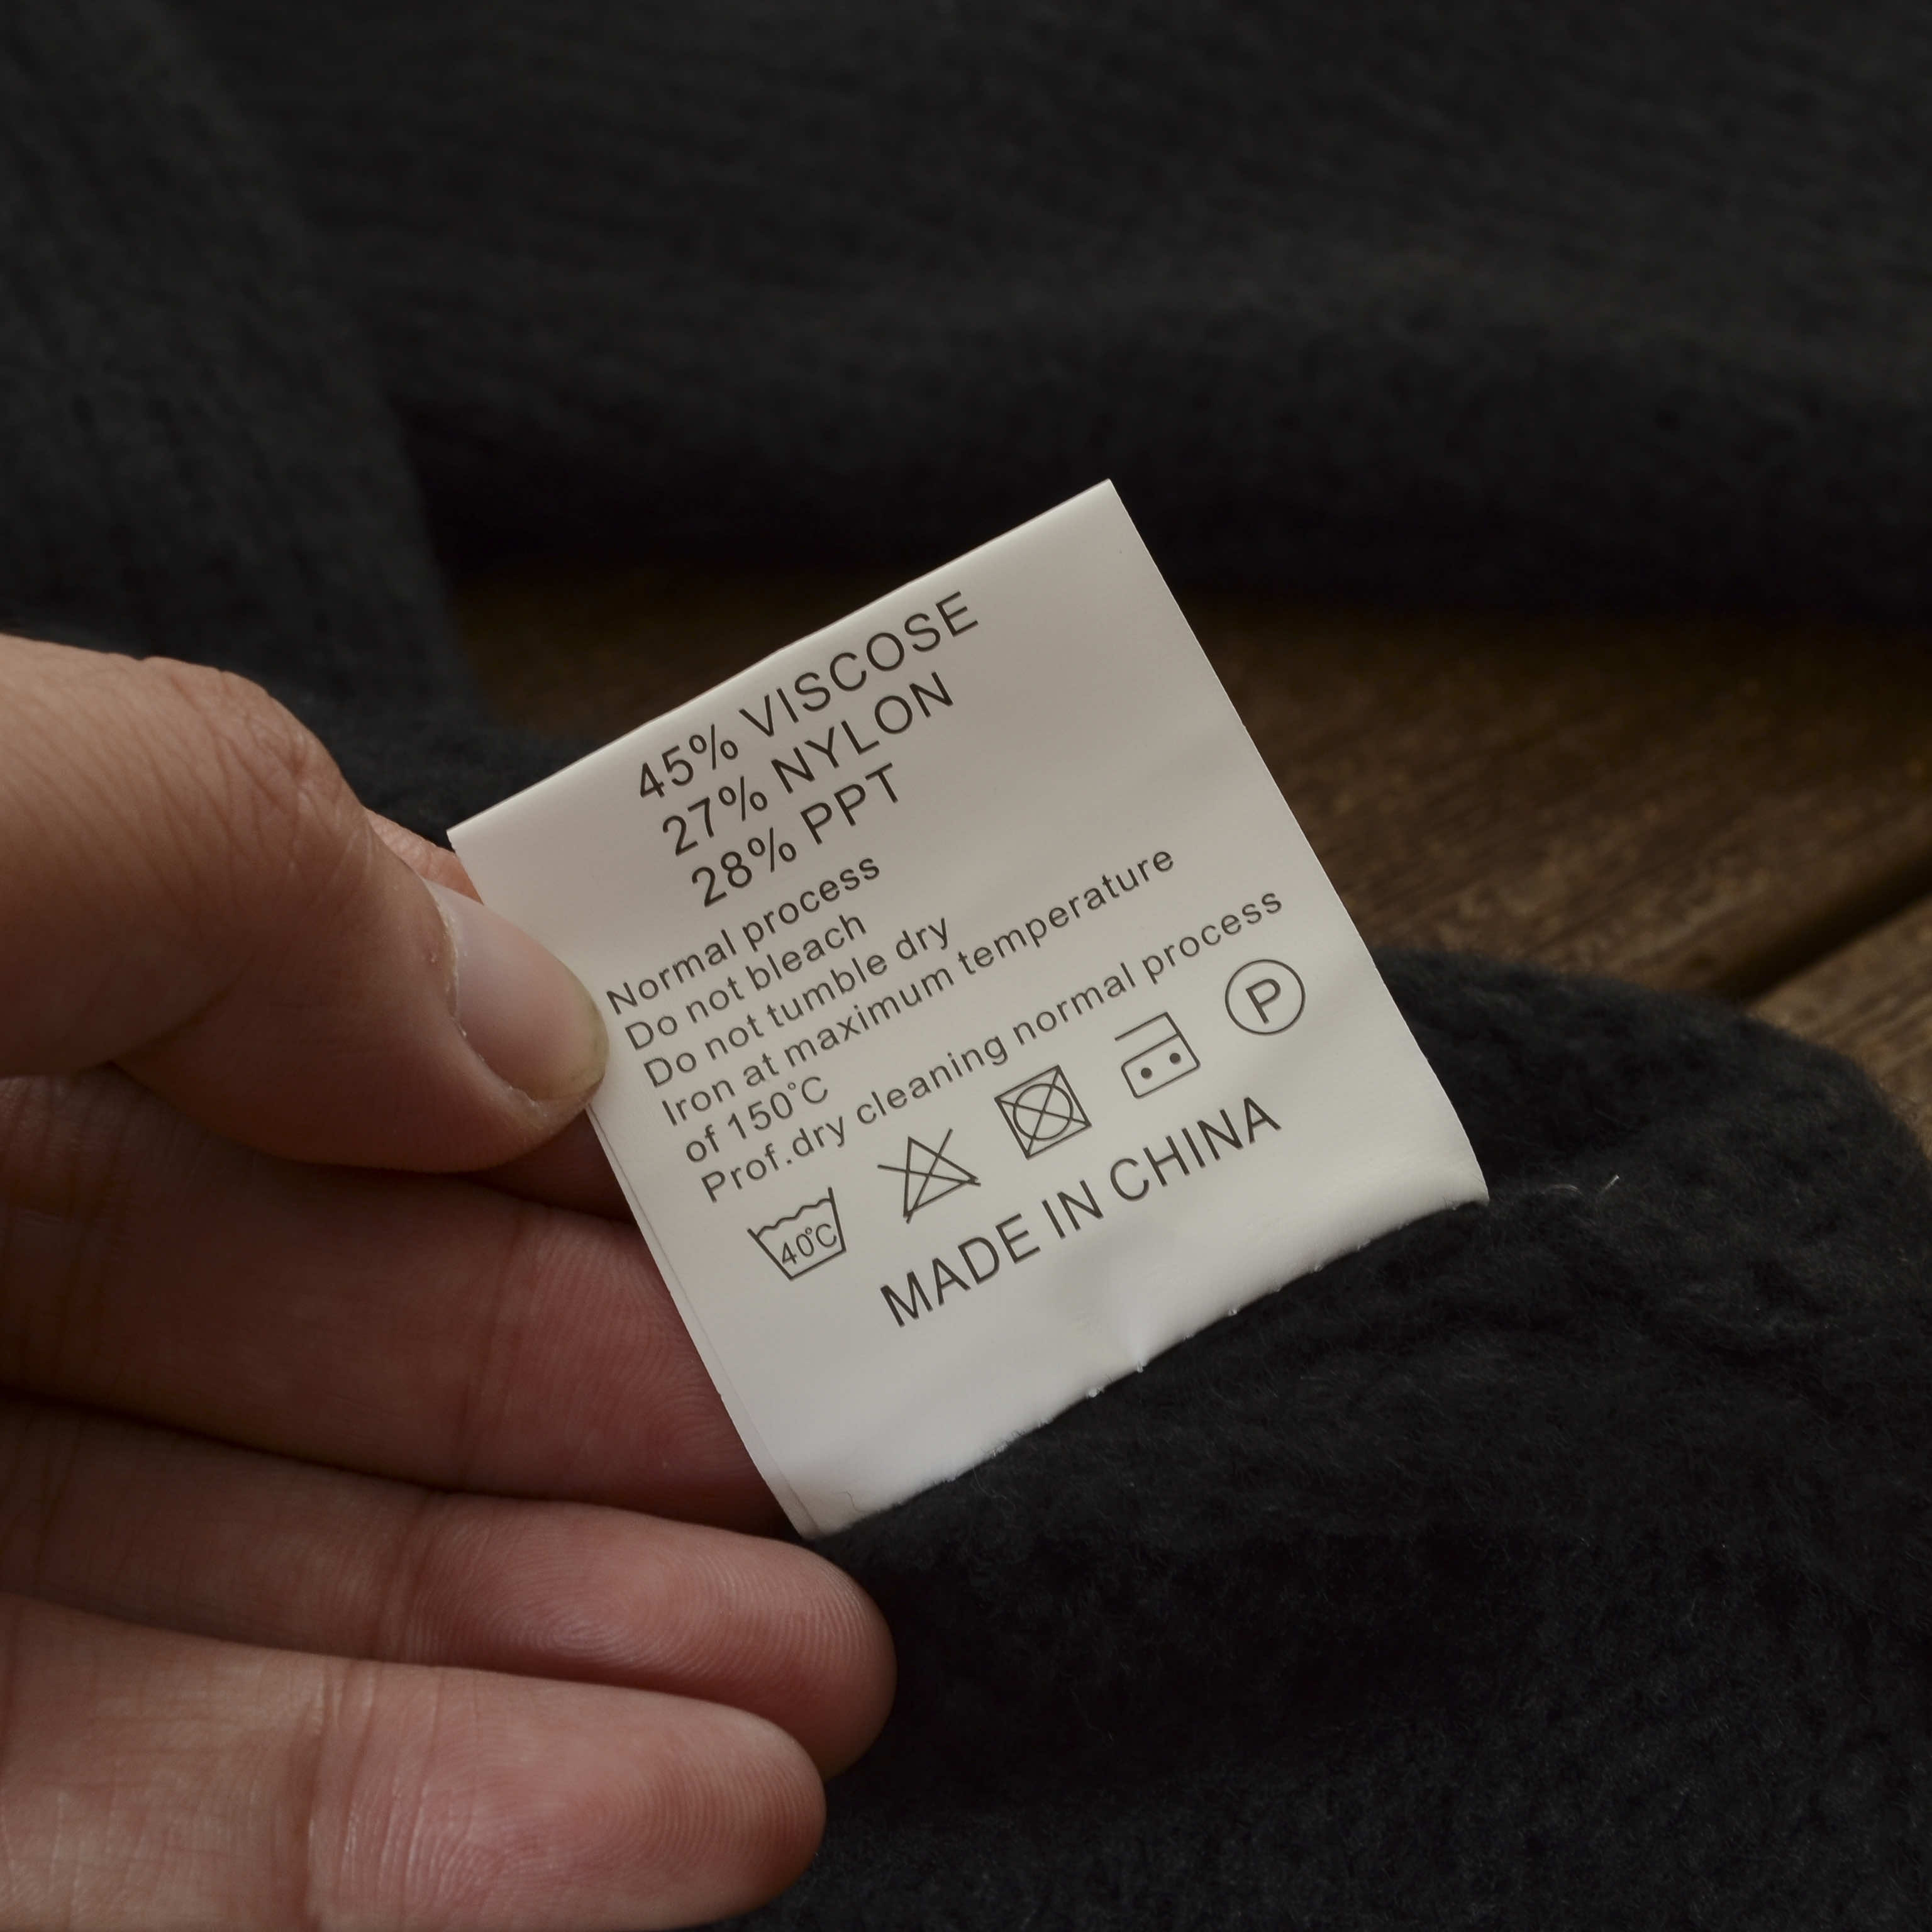 45% VISCOSE
27% NYLON
28% PPT
Normal process
Do not bleach
Do not tumble dry
Iron at maximum temperature
of 150°C
Prof.dry cleaning normal process
40°C
P
MADE IN CHINA